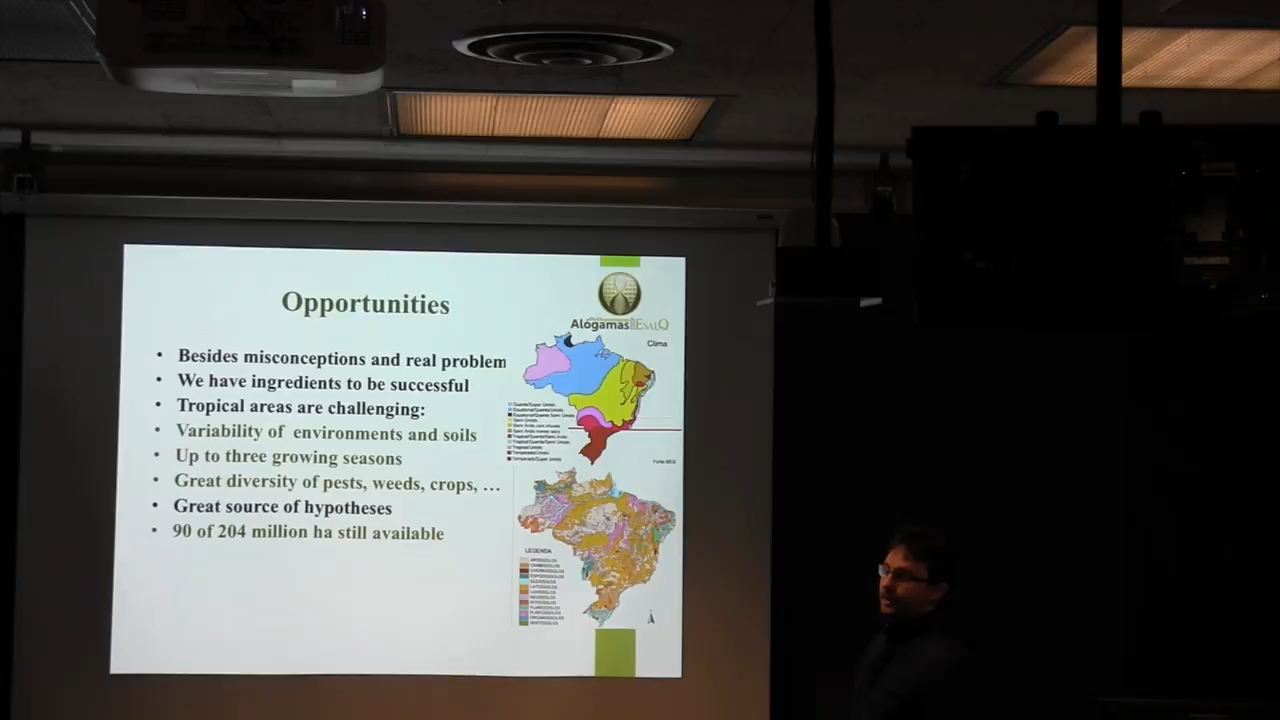 Opportunities
• Besides misconceptions and real problem
• We have ingredients to be successful
• Tropical areas are challenging:
• Variability of environments and soils
• Up to three growing seasons
• Great diversity of pests, weeds, crops, …
• Great source of hypotheses
• 90 of 204 million ha still available
Alogamas ESALQ
Clima
LEGENDA